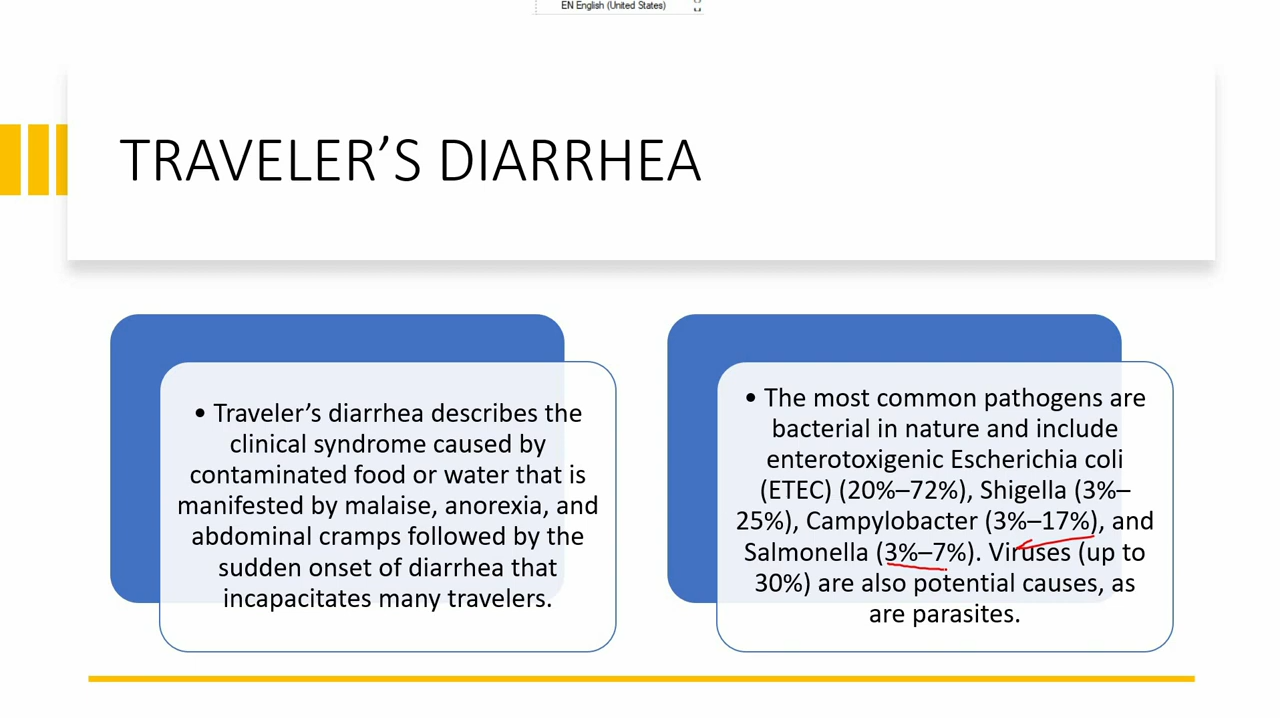 EN English (United States)
TRAVELER’S DIARRHEA
• Traveler’s diarrhea describes the
clinical syndrome caused by
contaminated food or water that is
manifested by malaise, anorexia, and
abdominal cramps followed by the
sudden onset of diarrhea that
incapacitates many travelers.
• The most common pathogens are
bacterial in nature and include
enterotoxigenic Escherichia coli
(ETEC) (20%–72%), Shigella (3%–
25%), Campylobacter (3%–17%), and
Salmonella (3%–7%). Viruses (up to
30%) are also potential causes, as
are parasites.